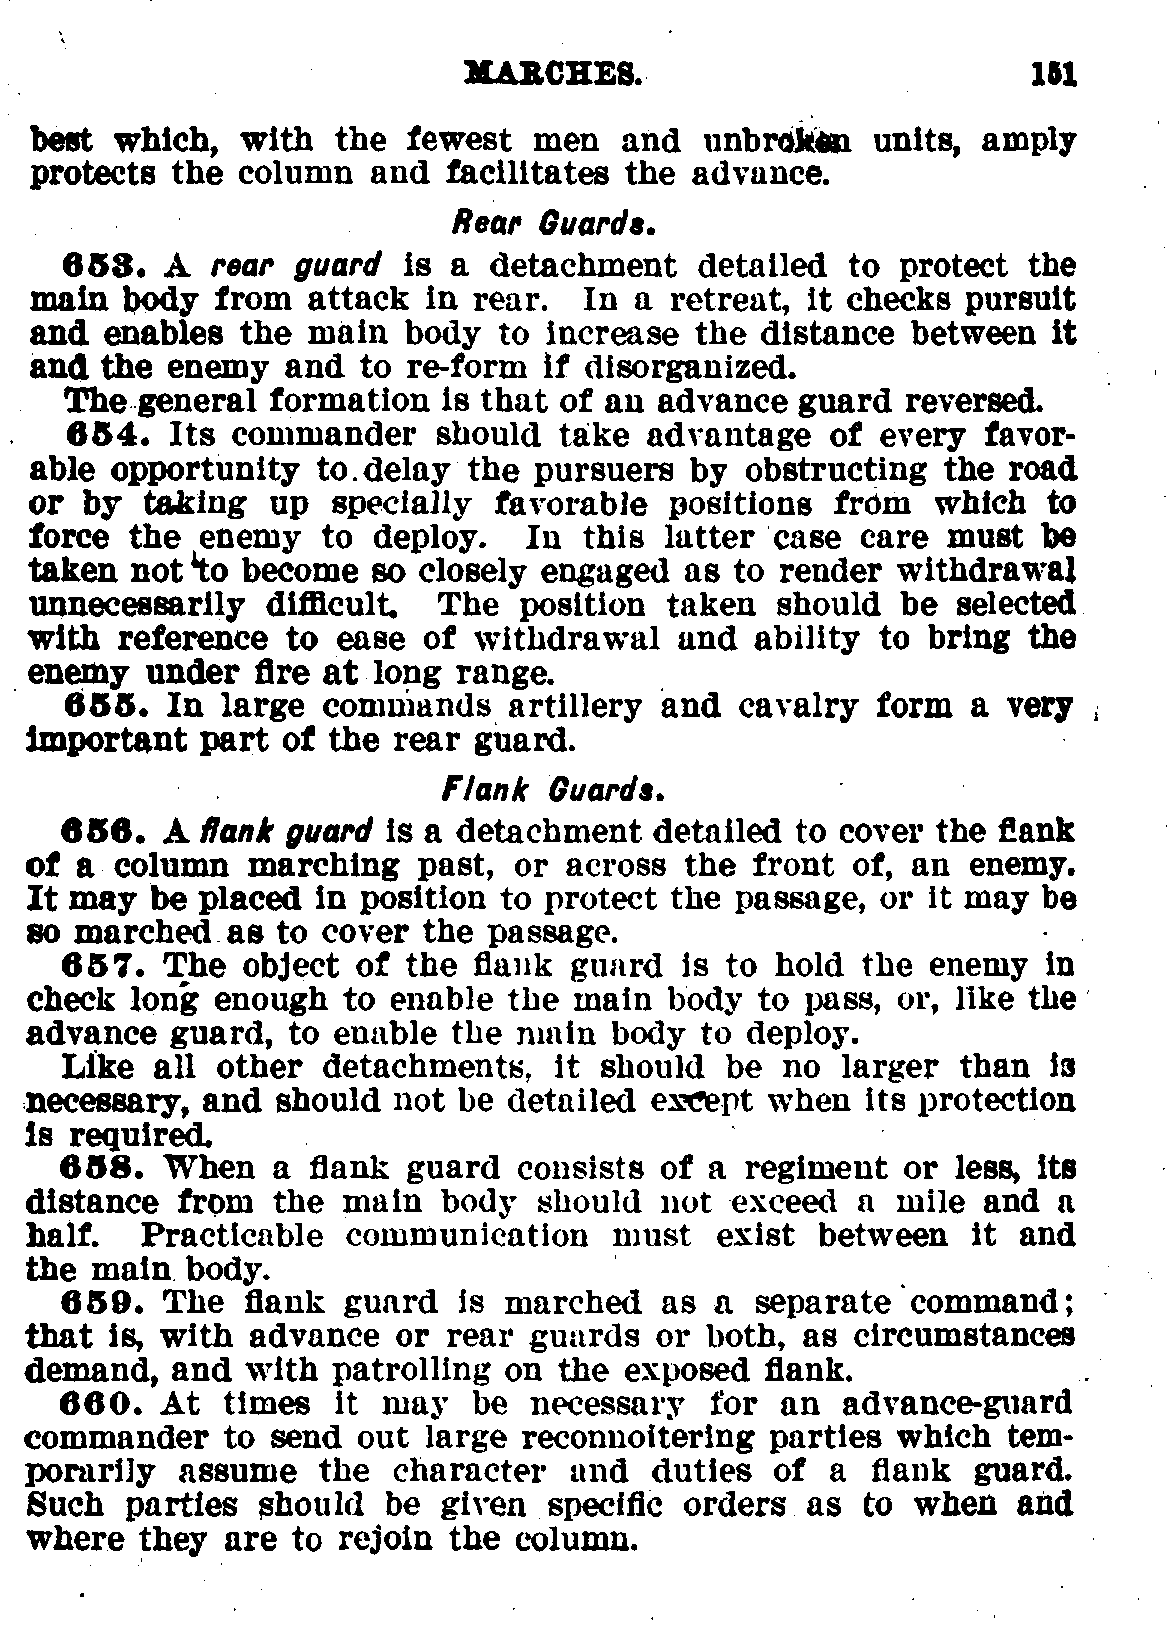 MARCHES. 151
best which, with the fewest men and unbroken units, amply
protects the column and facilitates the advance.
Rear Guards.
653. A rear guard is a detachment detailed to protect the
main body from attack in rear. In a retreat, it checks pursuit
and enables the main body to increase the distance between it
and the enemy and to re-form if disorganized.
The general formation is that of an advance guard reversed.
654. Its commander should take advantage of every favor-
able opportunity to delay the pursuers by obstructing the road
or by taking up specially favorable positions from which to
force the enemy to deploy. In this latter case care must be
taken not to become so closely engaged as to render withdrawal
unnecessarily difficult. The position taken should be selected
with reference to ease of withdrawal and ability to bring the
enemy under fire at long range.
655. In large commands artillery and cavalry form a very
important part of the rear guard.
Flank Guards.
656. A flank guard is a detachment detailed to cover the flank
of a column marching past, or across the front of, an enemy.
It may be placed in position to protect the passage, or it may be
so marched as to cover the passage.
657. The object of the flank guard is to hold the enemy in
check long enough to enable the main body to pass, or, like the
advance guard, to enable the main body to deploy.
Like all other detachments, it should be no larger than is
necessary, and should not be detailed except when its protection
is required.
658. When a flank guard consists of a regiment or less, its
distance from the main body should not exceed a mile and a
half. Practicable communication must exist between it and
the main body.
659. The flank guard is marched as a separate command;
that is, with advance or rear guards or both, as circumstances
demand, and with patrolling on the exposed flank.
660. At times it may be necessary for an advance-guard
commander to send out large reconnoitering parties which tem-
porarily assume the character and duties of a flank guard.
Such parties should be given specific orders as to when and
where they are to rejoin the column.